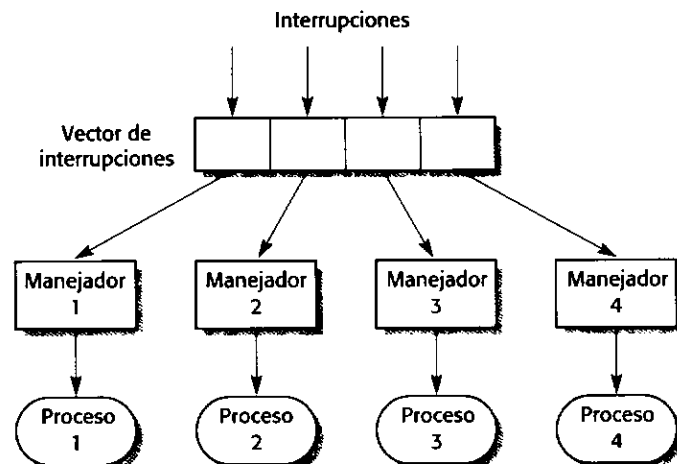 Interrupciones
Vector de
interrupciones
Manejador
1
Manejador
2
Manejador
3
Manejador
4
Proceso
1
Proceso
2
Proceso
3
Proceso
4